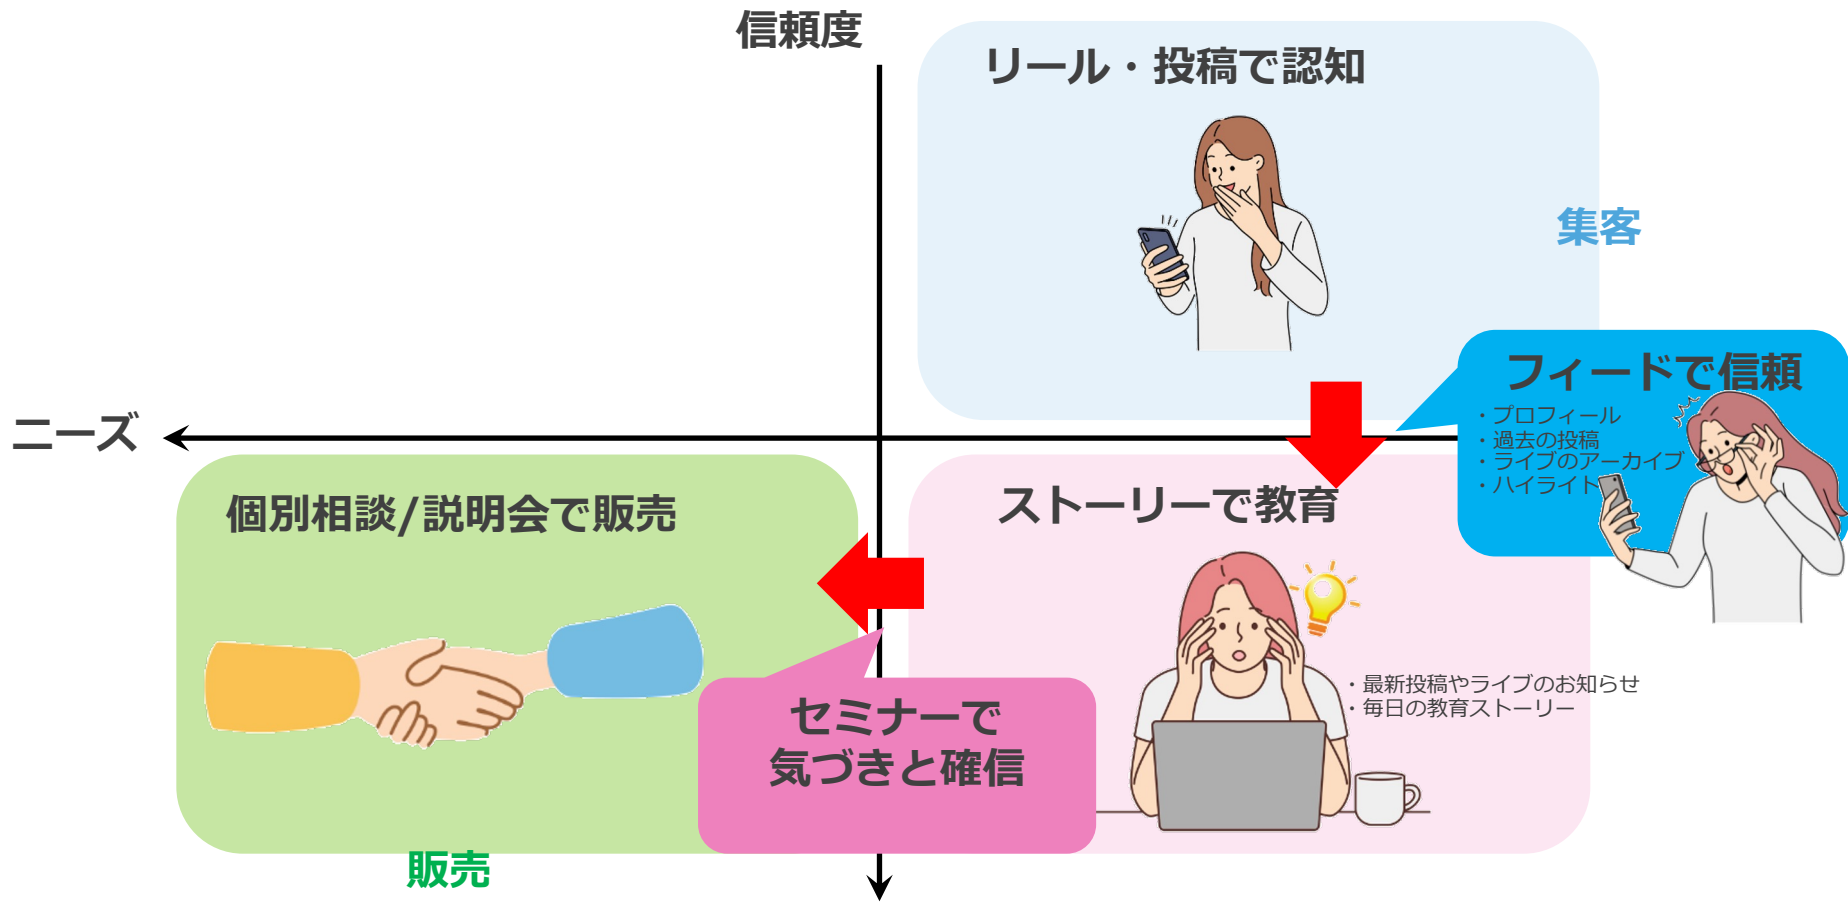 信頼度
リール・投稿で認知
集客
フィードで信頼
・プロフィール
・過去の投稿
・ライブのアーカイブ
・ハイライト
ニーズ
個別相談/説明会で販売
ストーリーで教育
・最新投稿やライブのお知らせ
・毎日の教育ストーリー
セミナーで
気づきと確信
販売